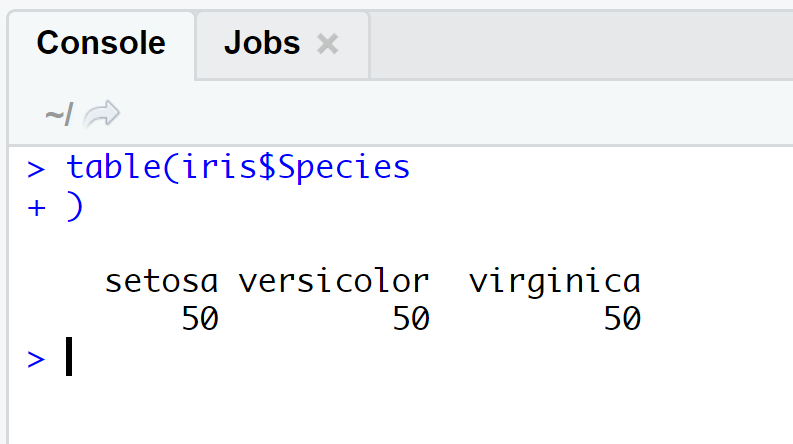 Console Jobs
~/
> table(iris$Species
+ )
setosa versicolor virginica
50 50 50
>